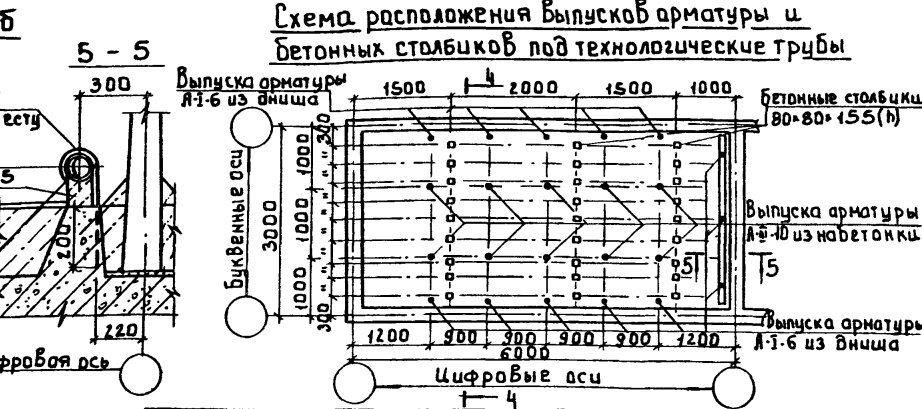 б
Схема расположения выпусков арматуры и
бетонных столбиков под технологические трубы
5 - 5
300
есту
5
200
220
фровая ось
Выпуска арматуры
А-I-6 из днища
4
1500 2000 1500 1000
Бетонные столбики
80×80×155(h)
Буквенные оси
3000
300
1000
1000
1000
300
Выпуска арматуры
А-II-10 из набетонки
5 5
Выпуска арматуры
А-I-6 из днища
1200 900 900 900 900 1200
6000
Цифровые оси
4